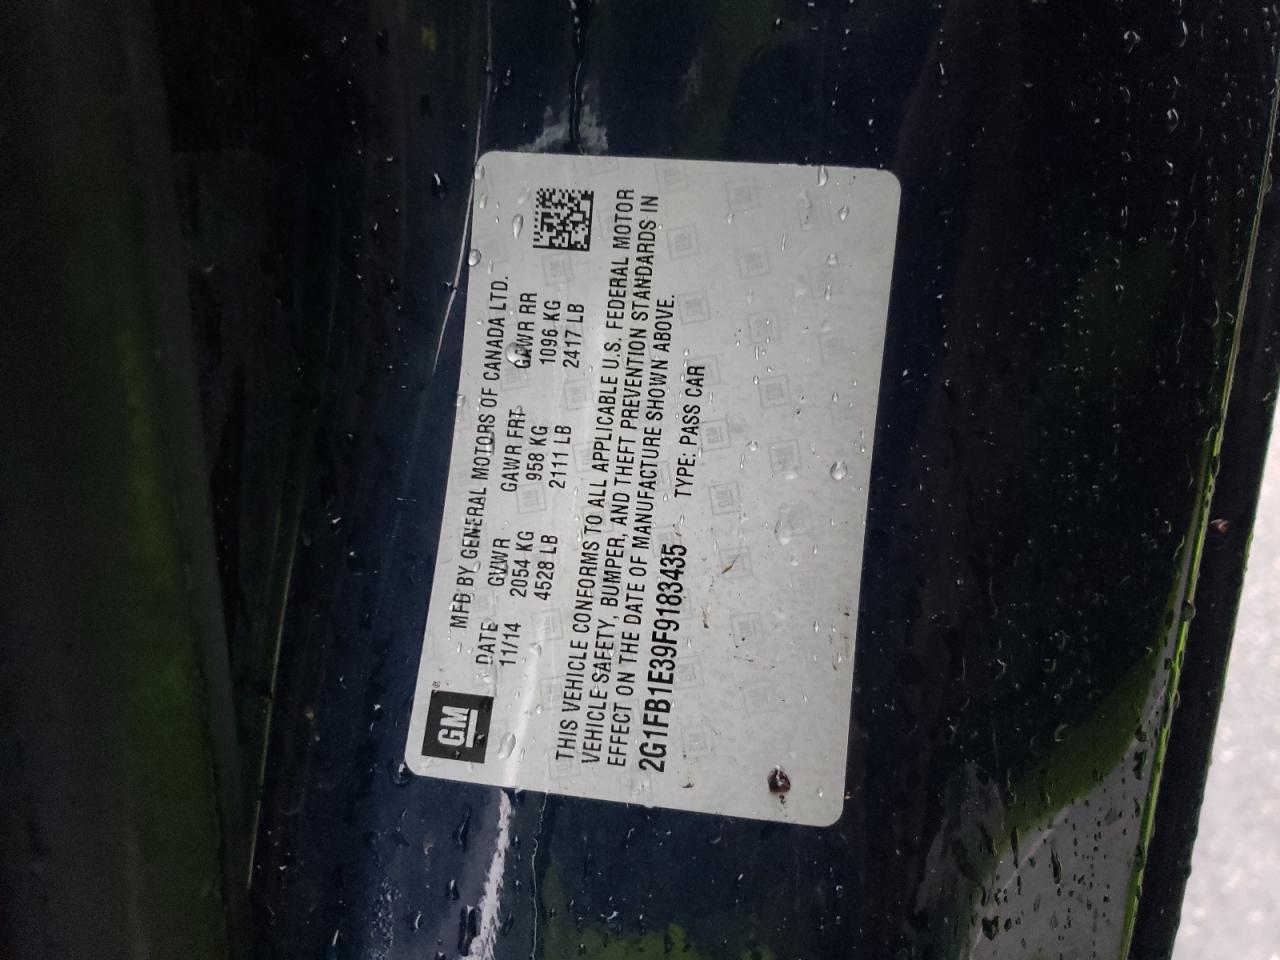 GM
MFD BY GENERAL MOTORS OF CANADA LTD.
DATE GVWR GAWR FRT GAWR RR
11/14 2054 KG 958 KG 1096 KG
4528 LB 2111 LB 2417 LB
THIS VEHICLE CONFORMS TO ALL APPLICABLE U.S. FEDERAL MOTOR
VEHICLE SAFETY, BUMPER, AND THEFT PREVENTION STANDARDS IN
EFFECT ON THE DATE OF MANUFACTURE SHOWN ABOVE.
2G1FB1E39F9183435 TYPE: PASS CAR